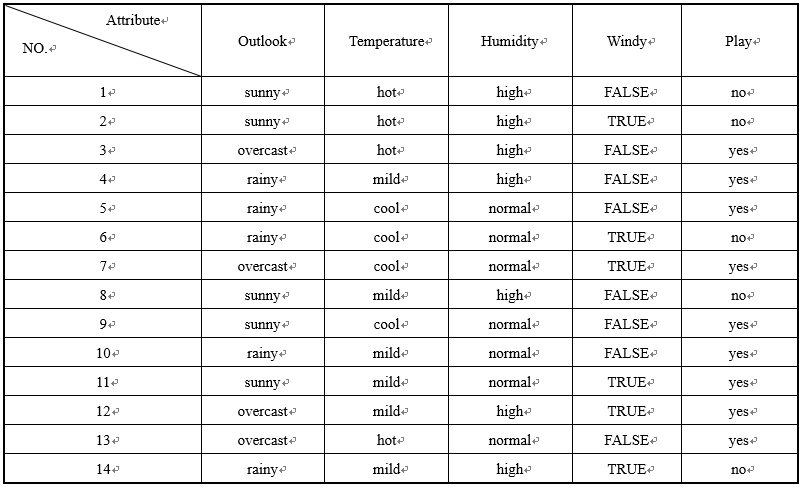 Attribute
NO.
Outlook Temperature Humidity Windy Play
1 sunny hot high FALSE no
2 sunny hot high TRUE no
3 overcast hot high FALSE yes
4 rainy mild high FALSE yes
5 rainy cool normal FALSE yes
6 rainy cool normal TRUE no
7 overcast cool normal TRUE yes
8 sunny mild high FALSE no
9 sunny cool normal FALSE yes
10 rainy mild normal FALSE yes
11 sunny mild normal TRUE yes
12 overcast mild high TRUE yes
13 overcast hot normal FALSE yes
14 rainy mild high TRUE no